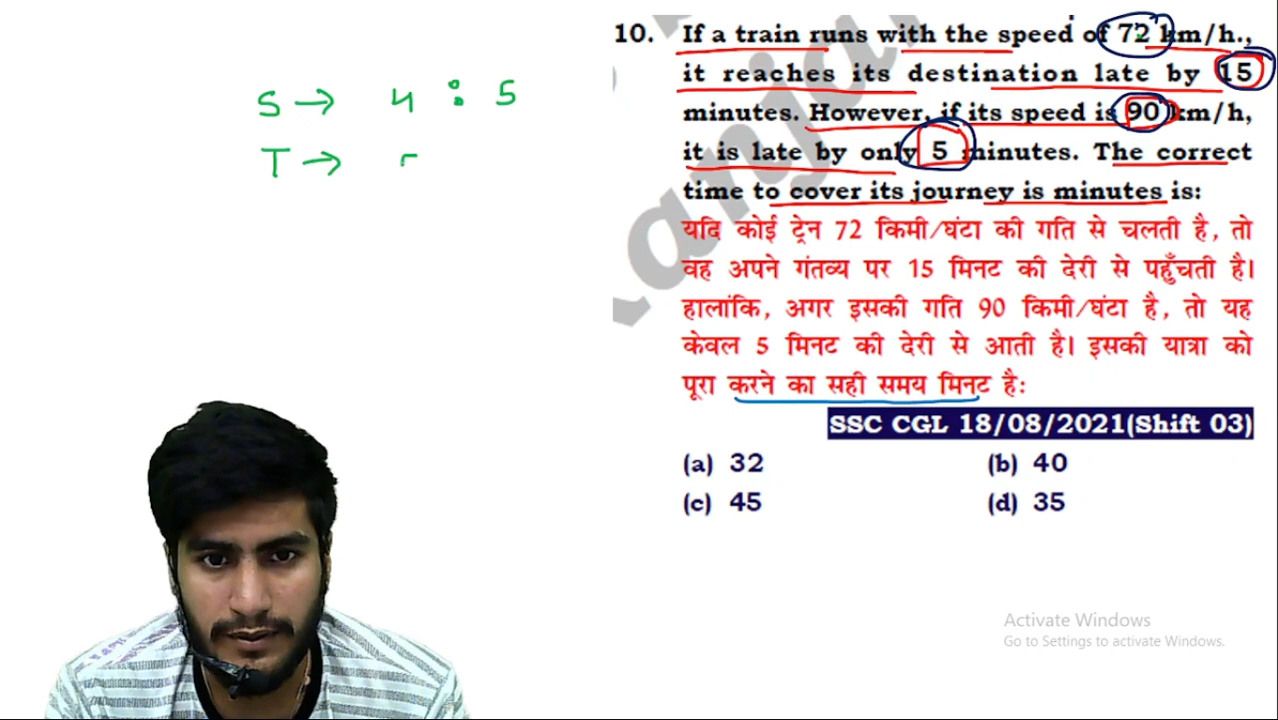 S → 4 : 5
T →
10. If a train runs with the speed of 72 km/h.,
it reaches its destination late by 15
minutes. However, if its speed is 90 km/h,
it is late by only 5 minutes. The correct
time to cover its journey is minutes is:
यदि कोई ट्रेन 72 किमी/घंटा की गति से चलती है, तो
वह अपने गंतव्य पर 15 मिनट की देरी से पहुँचती है।
हालांकि, अगर इसकी गति 90 किमी/घंटा है, तो यह
केवल 5 मिनट की देरी से आती है। इसकी यात्रा को
पूरा करने का सही समय मिनट है:
SSC CGL 18/08/2021(Shift 03)
(a) 32 (b) 40
(c) 45 (d) 35
Activate Windows
Go to Settings to activate Windows.